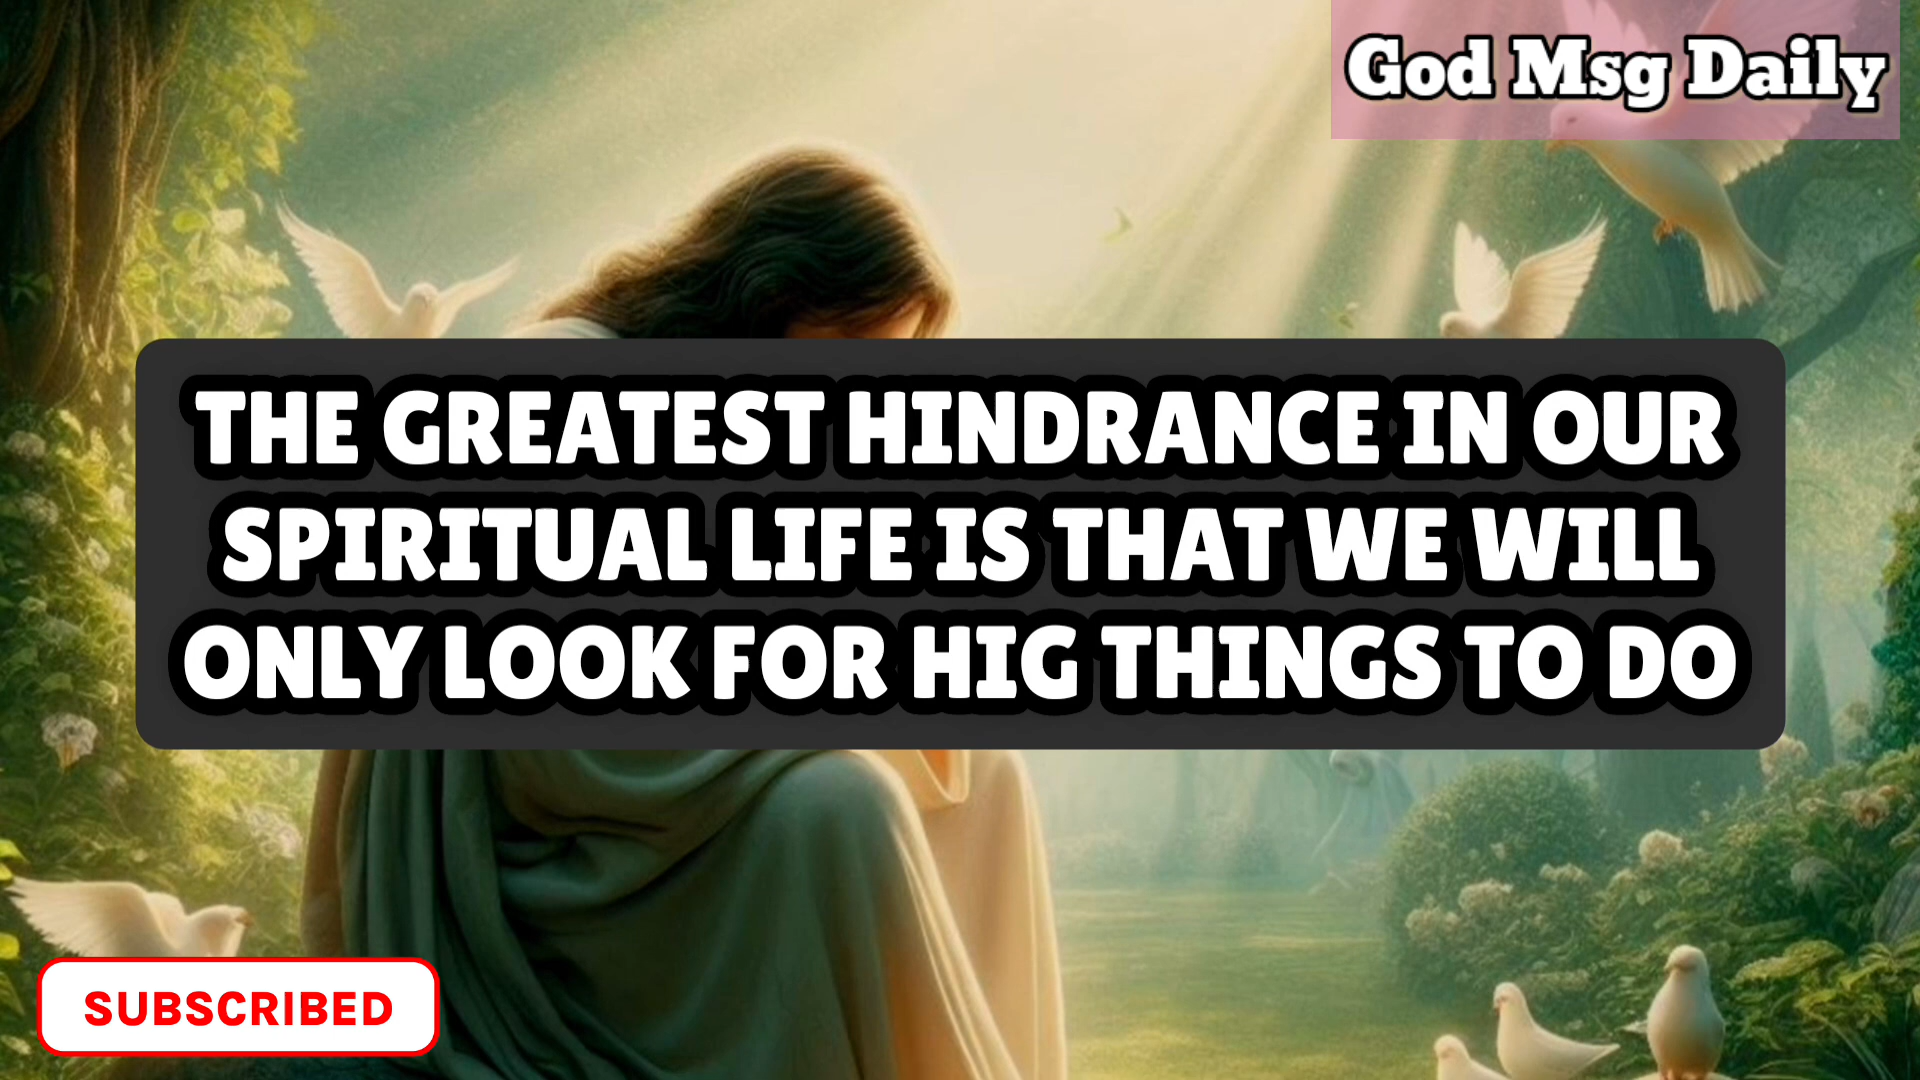 God Msg Daily
THE GREATEST HINDRANCE IN OUR
SPIRITUAL LIFE IS THAT WE WILL
ONLY LOOK FOR HIG THINGS TO DO
SUBSCRIBED